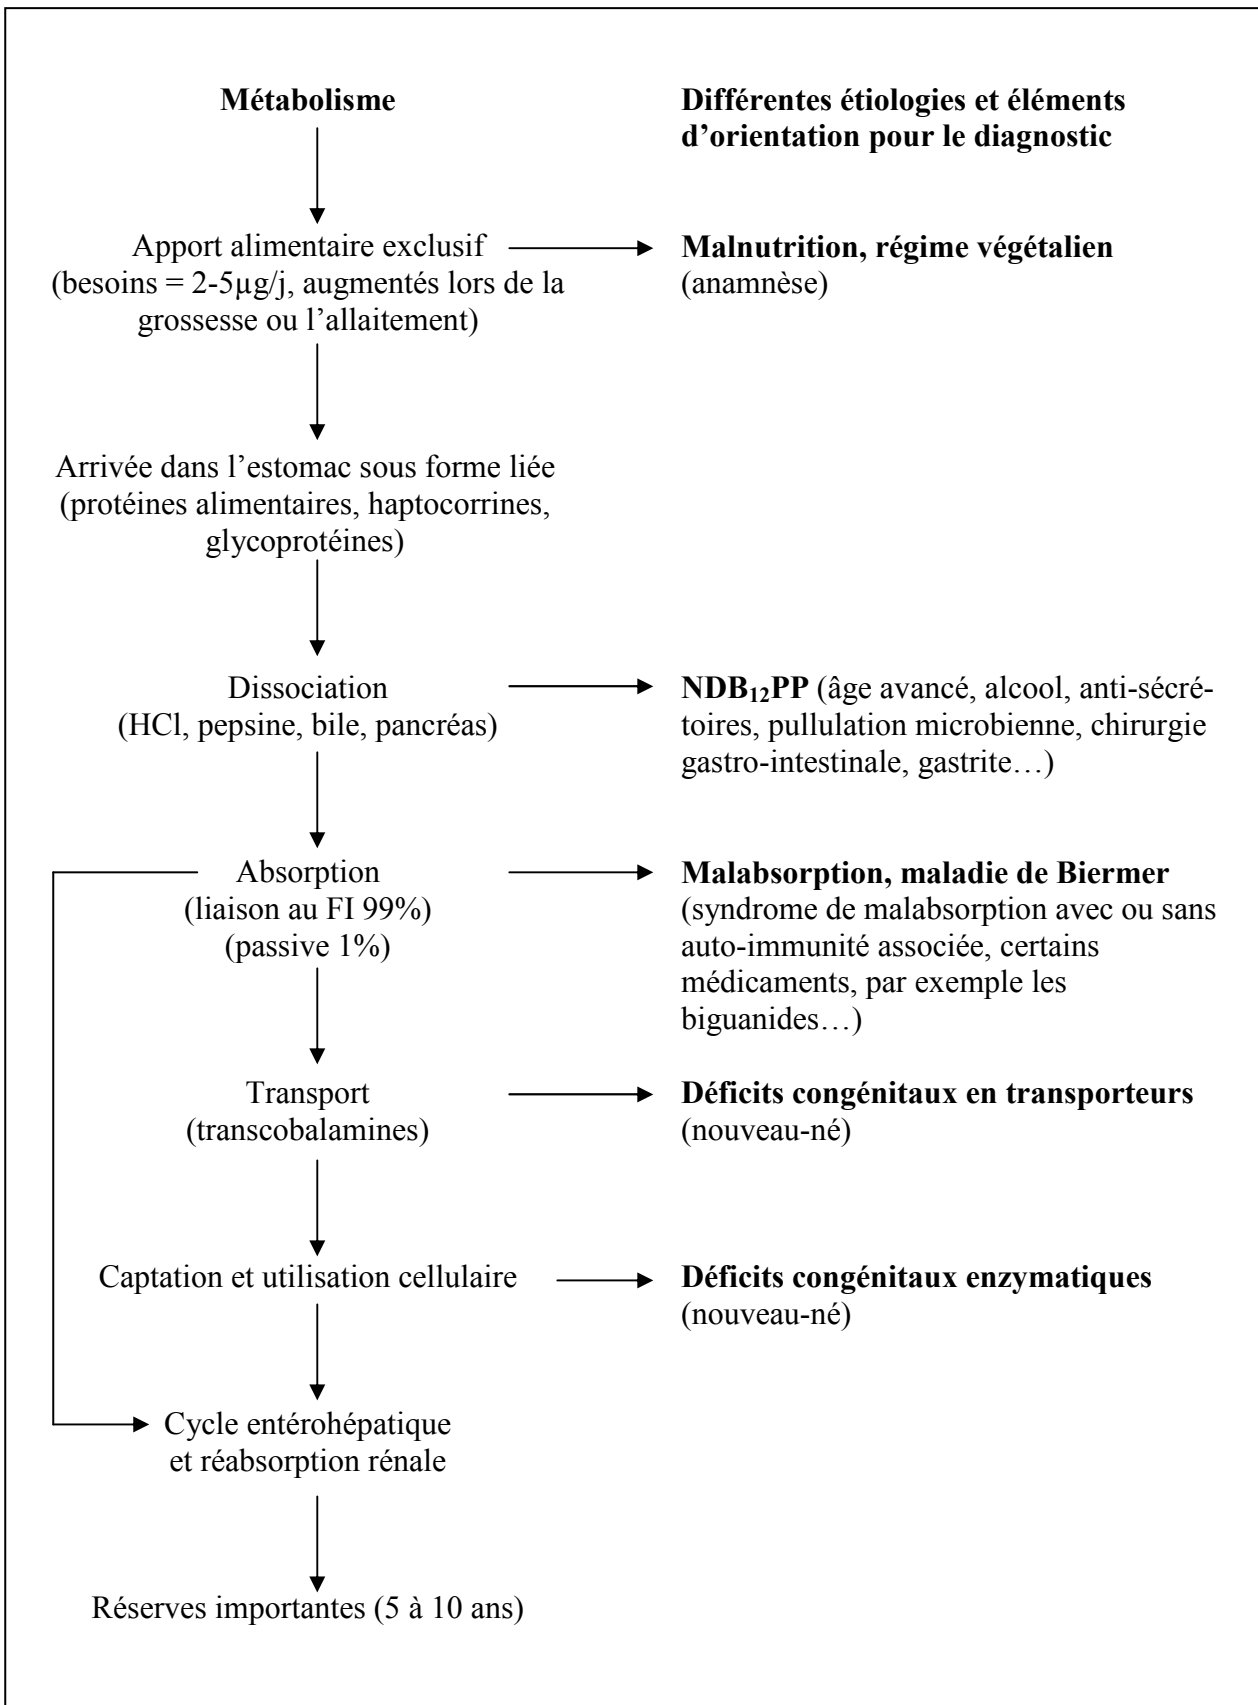 Métabolisme
Différentes étiologies et éléments
d’orientation pour le diagnostic
Apport alimentaire exclusif
(besoins = 2-5µg/j, augmentés lors de la
grossesse ou l’allaitement)
Malnutrition, régime végétalien
(anamnèse)
Arrivée dans l’estomac sous forme liée
(protéines alimentaires, haptocorrines,
glycoprotéines)
Dissociation
(HCl, pepsine, bile, pancréas)
NDB₁₂PP (âge avancé, alcool, anti-sécré-
toires, pullulation microbienne, chirurgie
gastro-intestinale, gastrite…)
Absorption
(liaison au FI 99%)
(passive 1%)
Malabsorption, maladie de Biermer
(syndrome de malabsorption avec ou sans
auto-immunité associée, certains
médicaments, par exemple les
biguanides…)
Transport
(transcobalamines)
Déficits congénitaux en transporteurs
(nouveau-né)
Captation et utilisation cellulaire
Déficits congénitaux enzymatiques
(nouveau-né)
Cycle entérohépatique
et réabsorption rénale
Réserves importantes (5 à 10 ans)